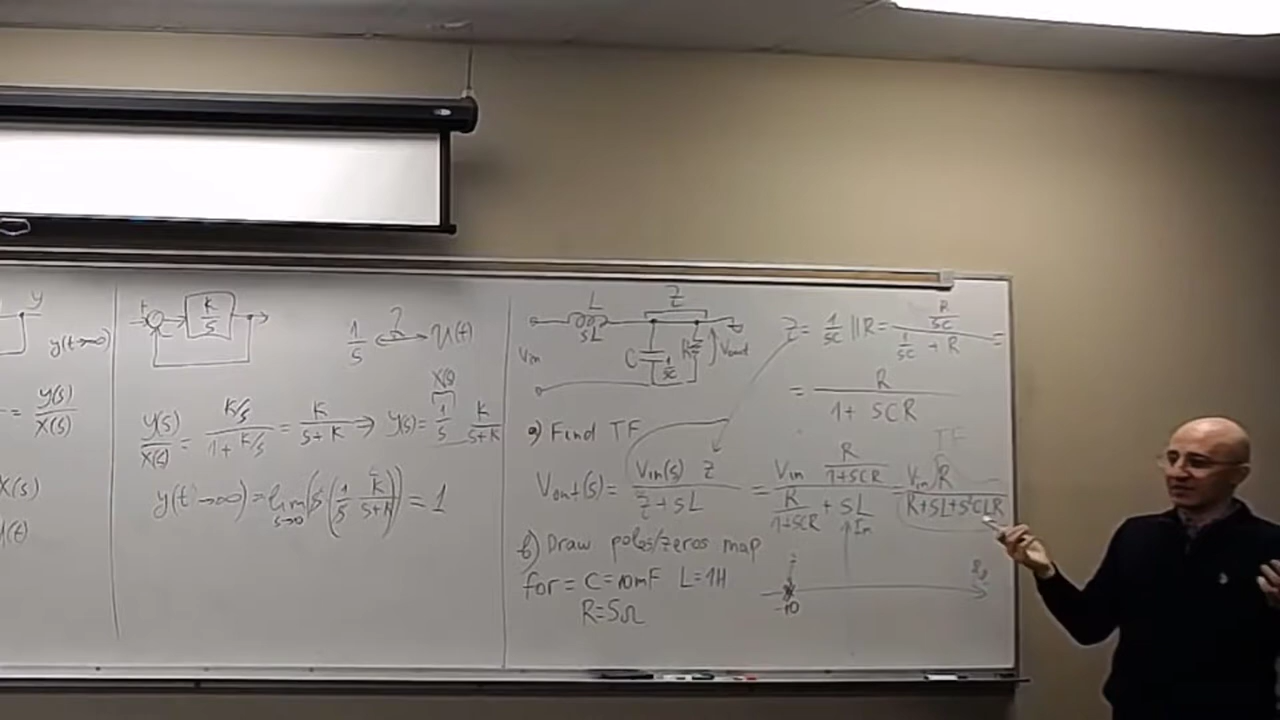 y
y(t→∞)
= y(s)/x(s)
x(s)
k/s
1/s ⟷ u(t)
?
x(s)
y(s)/x(s) = (k/s)/(1 + k/s) = k/(s+k) ⇒ y(s) = 1/s k/(s+k)
y(t→∞) = lim s→0 (s(1/s k/(s+k))) = 1
L
sL
Z
Vin
C
1/sC
R
Vout
Z = 1/sC || R = (R/sC)/(1/sC + R) =
= R/(1 + SCR)
a) Find TF
TF
Vout(s) = Vin(s) Z/(Z + sL) = (Vin R/(1+SCR))/(R/(1+SCR) + SL) = Vin R/(R+SL+S²CLR)
b) Draw poles/zeros map
for = C=10mF L=1H
R=5Ω
Im
Re
-10